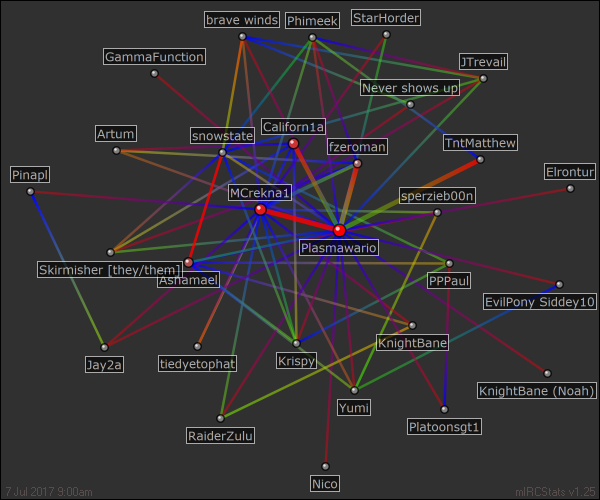 brave winds
Phimeek
StarHorder
GammaFunction
JTrevail
Never shows up
Artum
snowstate
Californ1a
fzeroman
TntMatthew
Pinapl
MCrekna1
sperzieb00n
Elrontur
Plasmawario
Skirmisher [they/them]
Ashamael
PPPaul
EvilPony Siddey10
Jay2a
tiedyetophat
Krispy
KnightBane
KnightBane (Noah)
RaiderZulu
Yumi
Platoonsgt1
Nico
7 Jul 2017 9:00am
mIRCStats v1.25